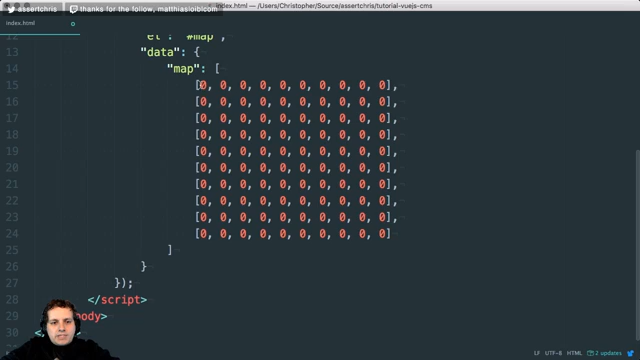 assertchris thanks for the follow, matthiasloiblcom
index.html — /Users/Christopher/Source/assertchris/tutorial-vuejs-cms
index.html
12 "el": "#map",
13 "data": {
14 "map": [
15 [0, 0, 0, 0, 0, 0, 0, 0, 0, 0],
16 [0, 0, 0, 0, 0, 0, 0, 0, 0, 0],
17 [0, 0, 0, 0, 0, 0, 0, 0, 0, 0],
18 [0, 0, 0, 0, 0, 0, 0, 0, 0, 0],
19 [0, 0, 0, 0, 0, 0, 0, 0, 0, 0],
20 [0, 0, 0, 0, 0, 0, 0, 0, 0, 0],
21 [0, 0, 0, 0, 0, 0, 0, 0, 0, 0],
22 [0, 0, 0, 0, 0, 0, 0, 0, 0, 0],
23 [0, 0, 0, 0, 0, 0, 0, 0, 0, 0],
24 [0, 0, 0, 0, 0, 0, 0, 0, 0, 0]
25 ]
26 }
27 });
28 </script>
29 body>
30 </
LF UTF-8 HTML 2 updates